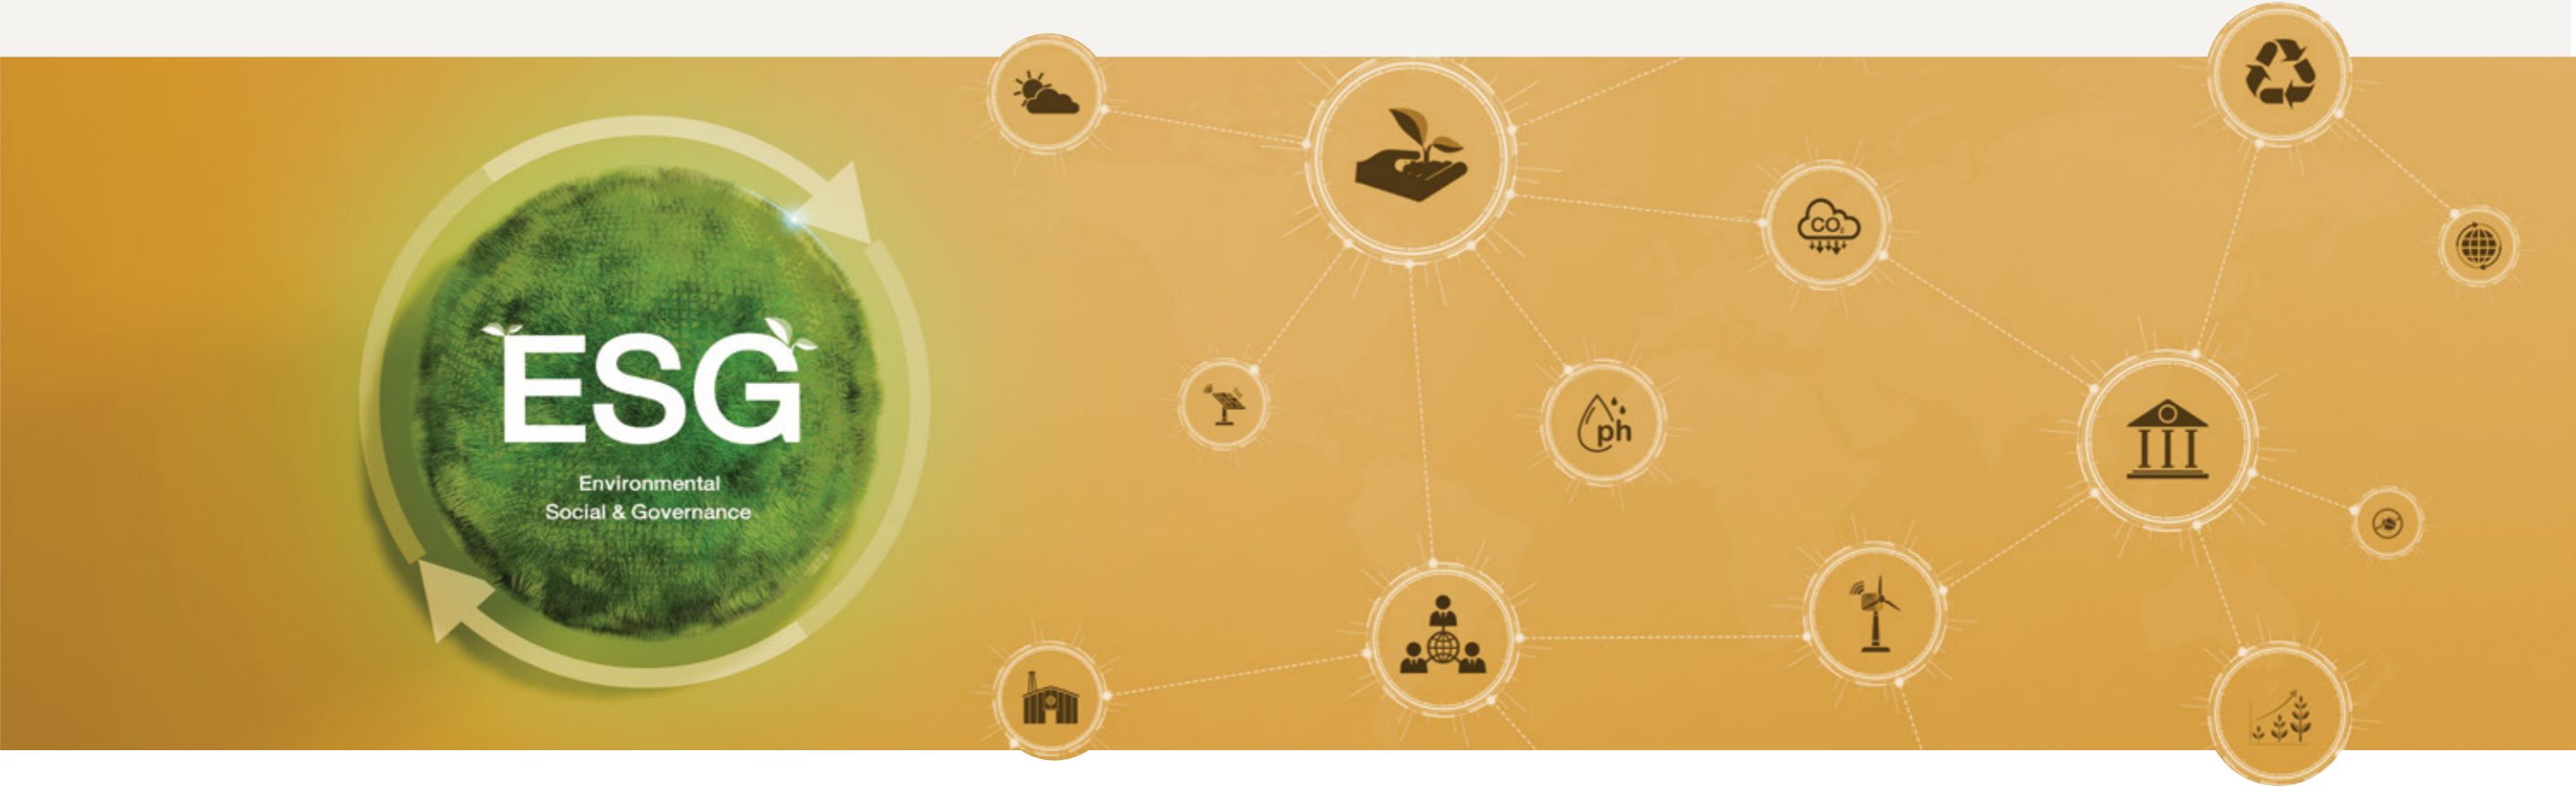 ESG
Environmental
Social & Governance
CO₂
ph